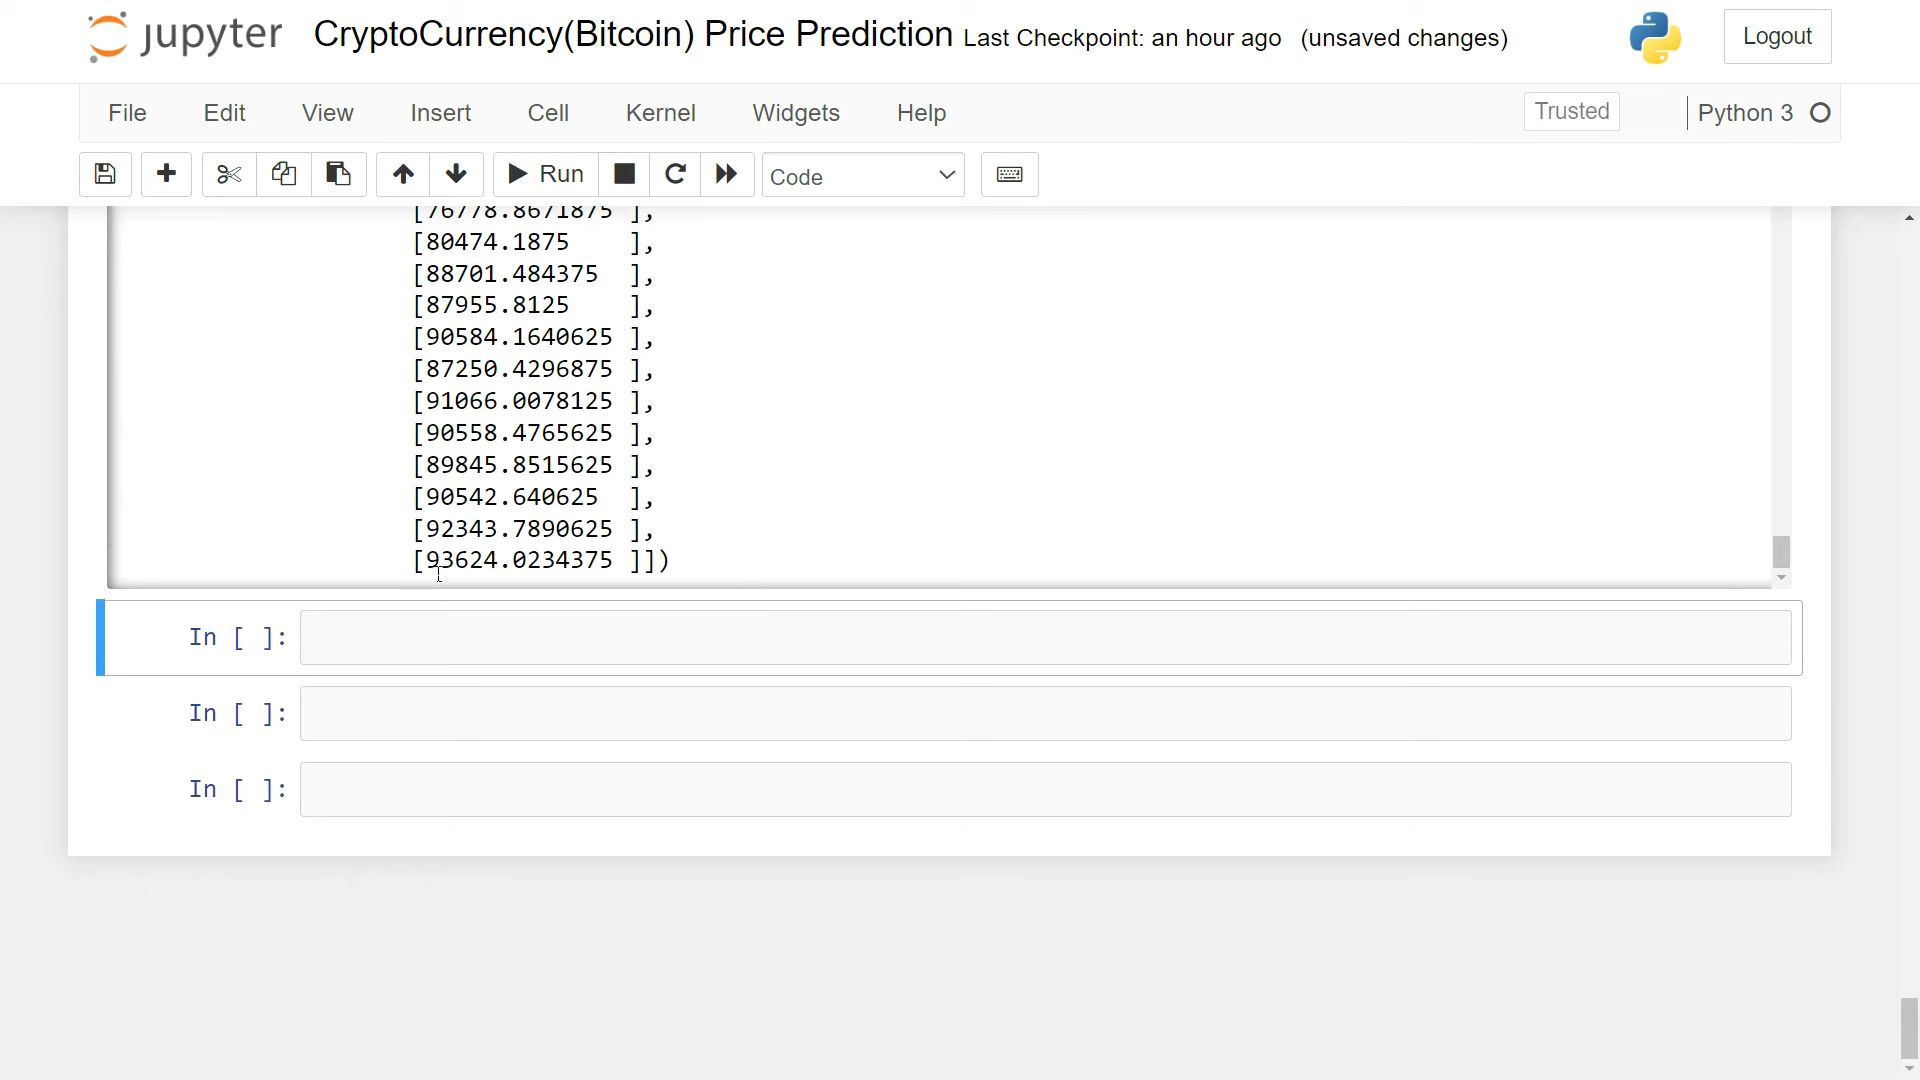 jupyter CryptoCurrency(Bitcoin) Price Prediction Last Checkpoint: an hour ago (unsaved changes) Logout
File Edit View Insert Cell Kernel Widgets Help Trusted Python 3
Run Code
[76778.8671875 ],
[80474.1875    ],
[88701.484375  ],
[87955.8125    ],
[90584.1640625 ],
[87250.4296875 ],
[91066.0078125 ],
[90558.4765625 ],
[89845.8515625 ],
[90542.640625  ],
[92343.7890625 ],
[93624.0234375 ]])
In [ ]:
In [ ]:
In [ ]: